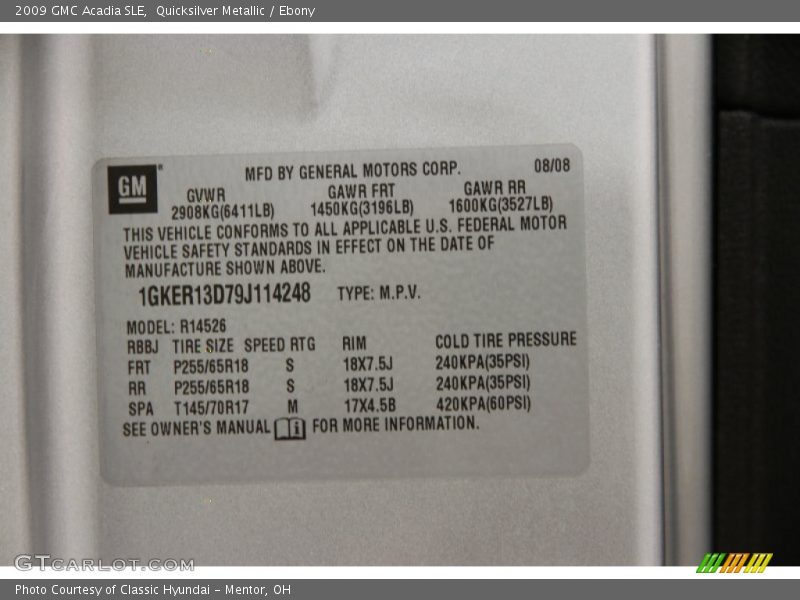 2009 GMC Acadia SLE,  Quicksilver Metallic / Ebony
GM
MFD BY GENERAL MOTORS CORP. 08/08
GVWR GAWR FRT GAWR RR
2908KG(6411LB) 1450KG(3196LB) 1600KG(3527LB)
THIS VEHICLE CONFORMS TO ALL APPLICABLE U.S. FEDERAL MOTOR
VEHICLE SAFETY STANDARDS IN EFFECT ON THE DATE OF
MANUFACTURE SHOWN ABOVE.
1GKER13D79J114248 TYPE: M.P.V.
MODEL: R14526
RBBJ TIRE SIZE SPEED RTG RIM COLD TIRE PRESSURE
FRT P255/65R18 S 18X7.5J 240KPA(35PSI)
RR P255/65R18 S 18X7.5J 240KPA(35PSI)
SPA T145/70R17 M 17X4.5B 420KPA(60PSI)
SEE OWNER'S MANUAL i FOR MORE INFORMATION.
GTCARLOT.COM
Photo Courtesy of Classic Hyundai - Mentor, OH